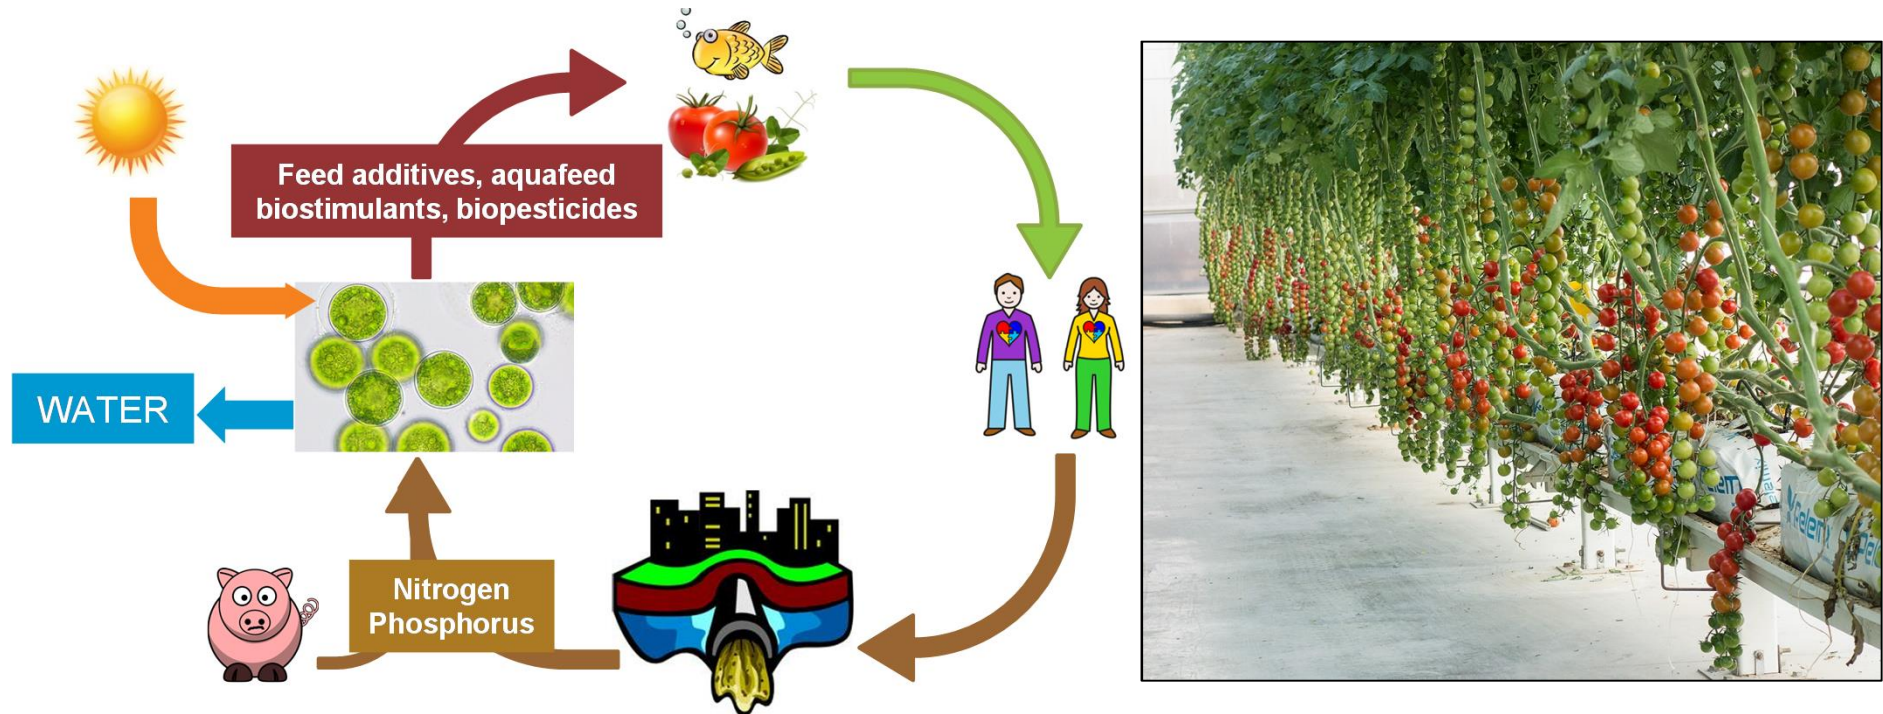 Feed additives, aquafeed
biostimulants, biopesticides
WATER
Nitrogen
Phosphorus